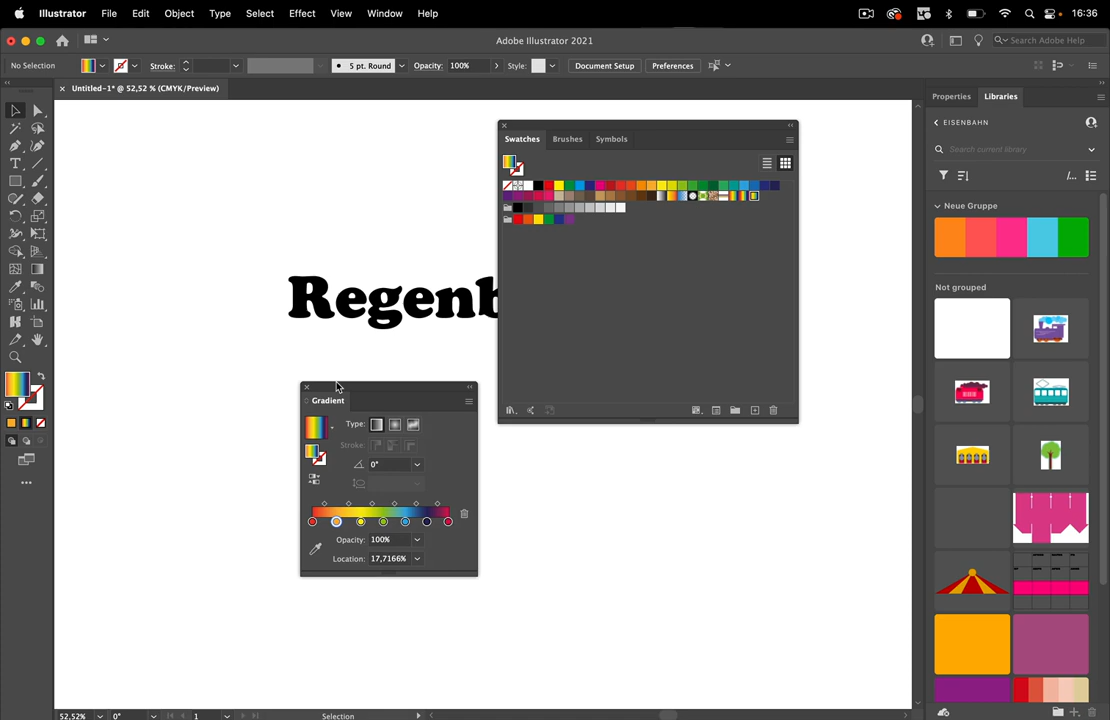 Illustrator File Edit Object Type Select Effect View Window Help 16:36
Adobe Illustrator 2021
Search Adobe Help
No Selection Stroke: 5 pt. Round Opacity: 100% Style: Document Setup Preferences
Untitled-1* @ 52,52 % (CMYK/Preview)
Properties Libraries
EISENBAHN
Search current library
Swatches Brushes Symbols
Neue Gruppe
Not grouped
Regenb
Gradient
Type:
Stroke:
0°
Opacity: 100%
Location: 17,7166%
52,52% 0° 1 Selection